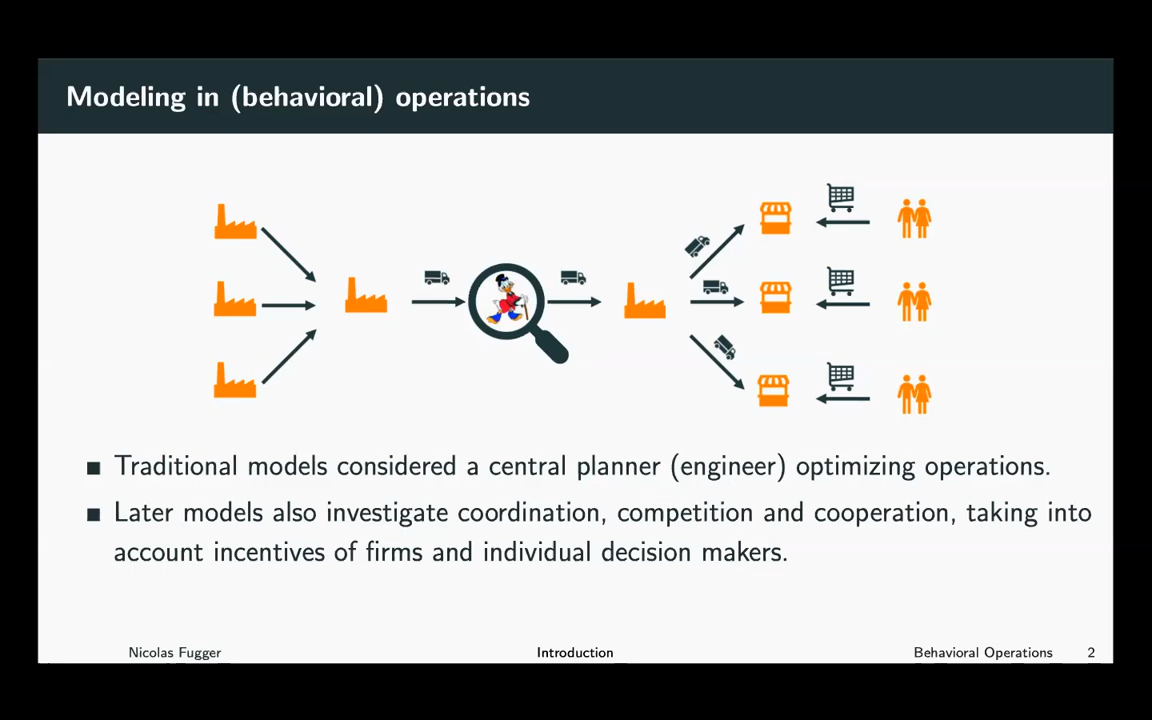 Modeling in (behavioral) operations
■ Traditional models considered a central planner (engineer) optimizing operations.
■ Later models also investigate coordination, competition and cooperation, taking into
account incentives of firms and individual decision makers.
Nicolas Fugger Introduction Behavioral Operations 2